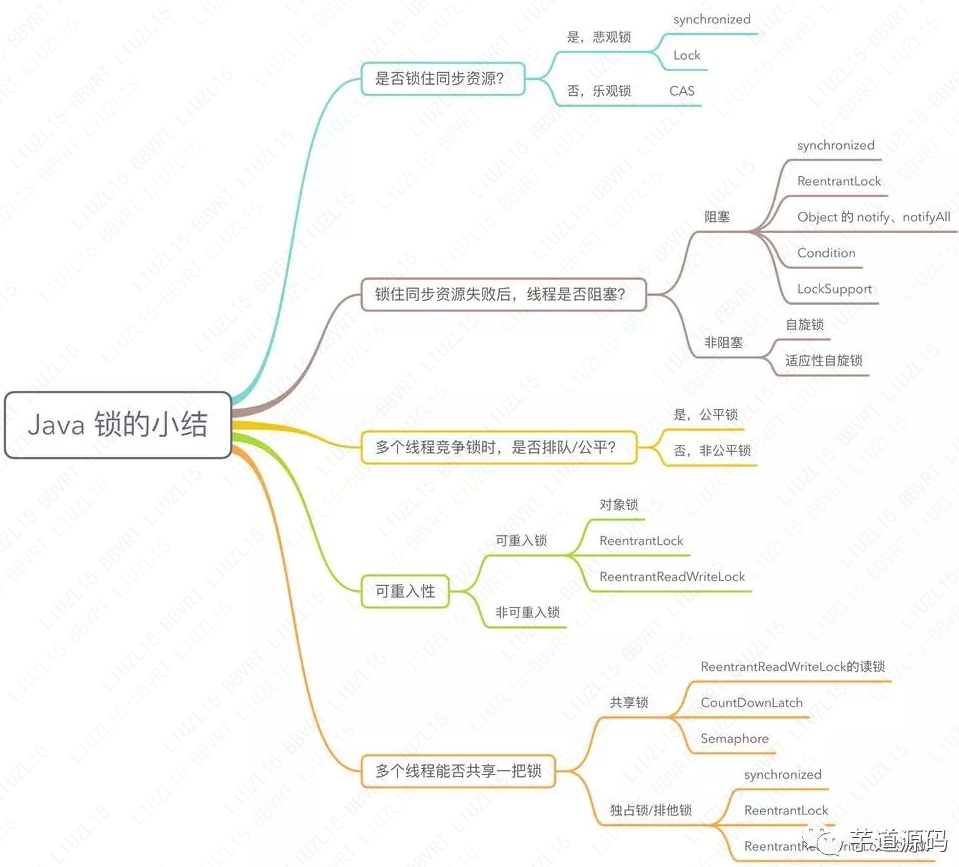 Java 锁的小结
是否锁住同步资源?
是，悲观锁
synchronized
Lock
否，乐观锁
CAS
锁住同步资源失败后，线程是否阻塞?
阻塞
synchronized
ReentrantLock
Object 的 notify、notifyAll
Condition
LockSupport
非阻塞
自旋锁
适应性自旋锁
多个线程竞争锁时，是否排队/公平?
是，公平锁
否，非公平锁
可重入性
可重入锁
对象锁
ReentrantLock
ReentrantReadWriteLock
非可重入锁
多个线程能否共享一把锁
共享锁
ReentrantReadWriteLock的读锁
CountDownLatch
Semaphore
独占锁/排他锁
synchronized
ReentrantLock
芋道源码
LIUZL15-BBVRT